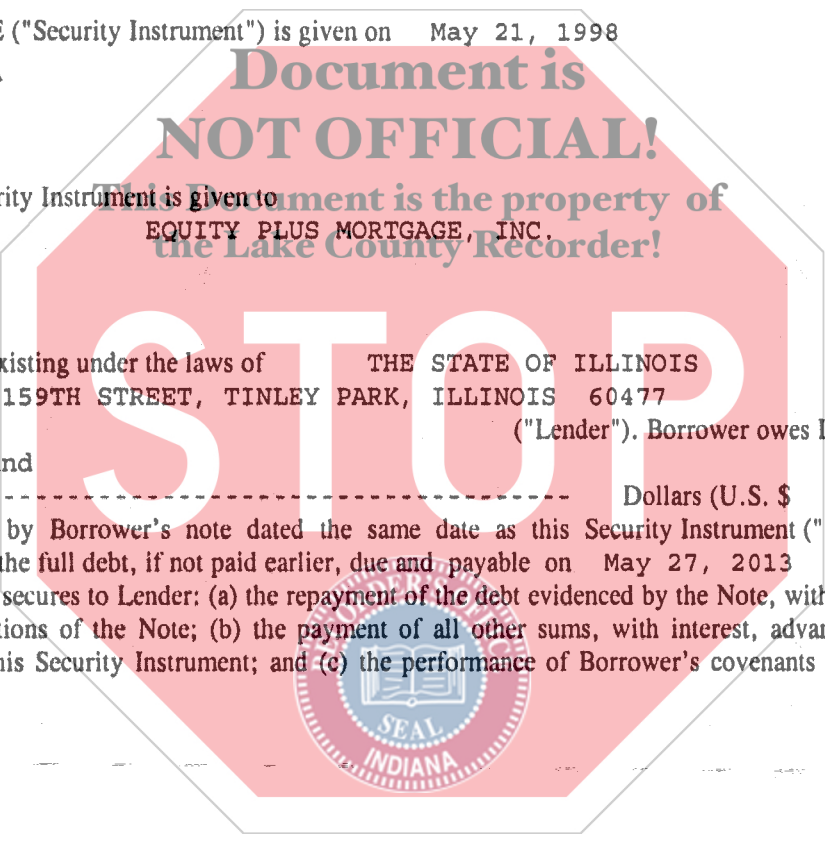 E ("Security Instrument") is given on May 21, 1998
Document is
NOT OFFICIAL!
rity Instrument is given to
This Document is the property of
EQUITY PLUS MORTGAGE, INC.
the Lake County Recorder!
STOP
xisting under the laws of THE STATE OF ILLINOIS
159TH STREET, TINLEY PARK, ILLINOIS 60477
("Lender"). Borrower owes L
nd
Dollars (U.S. $
by Borrower's note dated the same date as this Security Instrument ("
the full debt, if not paid earlier, due and payable on May 27, 2013
secures to Lender: (a) the repayment of the debt evidenced by the Note, with
tions of the Note; (b) the payment of all other sums, with interest, advan
his Security Instrument; and (c) the performance of Borrower's covenants
SEAL
INDIANA